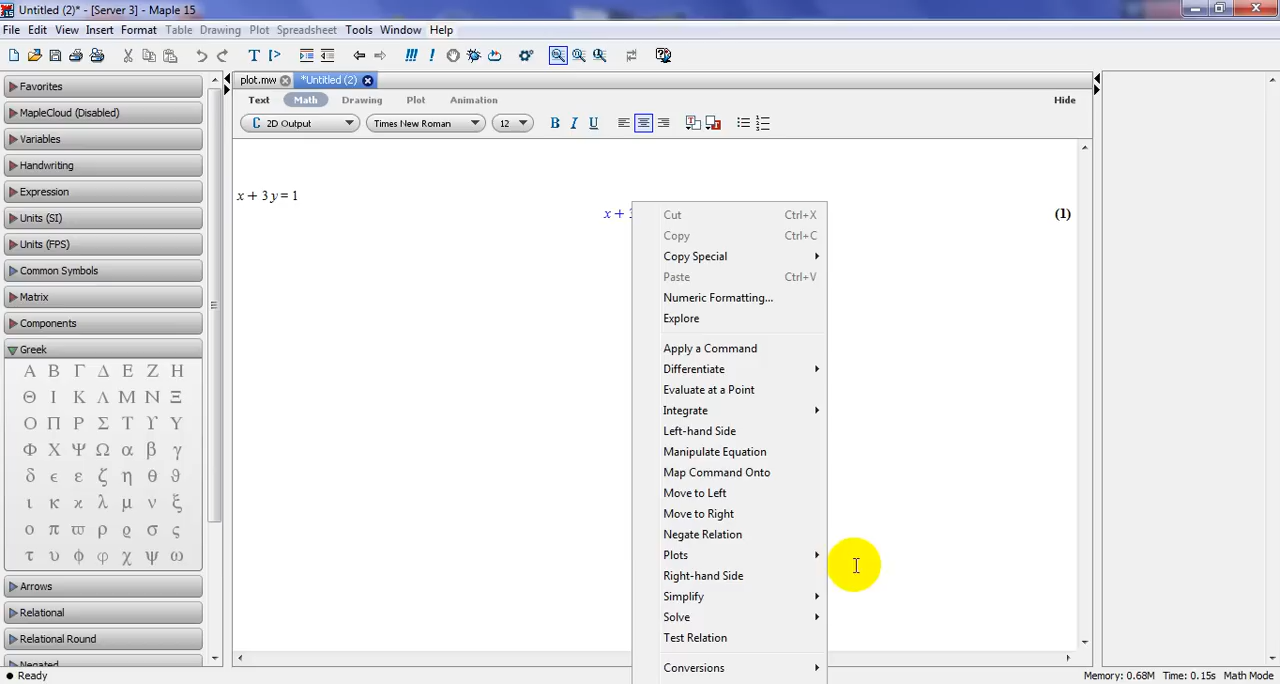 Untitled (2)* - [Server 3] - Maple 15
File Edit View Insert Format Table Drawing Plot Spreadsheet Tools Window Help
plot.mw *Untitled (2)
Text Math Drawing Plot Animation Hide
C 2D Output Times New Roman 12 B I U
Favorites
MapleCloud (Disabled)
Variables
Handwriting
Expression
Units (SI)
Units (FPS)
Common Symbols
Matrix
Components
Greek
Α Β Γ Δ Ε Ζ Η
Θ Ι Κ Λ Μ Ν Ξ
Ο Π Ρ Σ Τ ϒ Υ
Φ Χ Ψ Ω α β γ
δ ϵ ε ζ η θ ϑ
ι κ ϰ λ μ ν ξ
ο π ϖ ρ ϱ σ ς
τ υ ϕ φ χ ψ ω
Arrows
Relational
Relational Round
Negated
x + 3 y = 1
x + (1)
Cut Ctrl+X
Copy Ctrl+C
Copy Special
Paste Ctrl+V
Numeric Formatting...
Explore
Apply a Command
Differentiate
Evaluate at a Point
Integrate
Left-hand Side
Manipulate Equation
Map Command Onto
Move to Left
Move to Right
Negate Relation
Plots
Right-hand Side
Simplify
Solve
Test Relation
Conversions
Ready Memory: 0.68M Time: 0.15s Math Mode